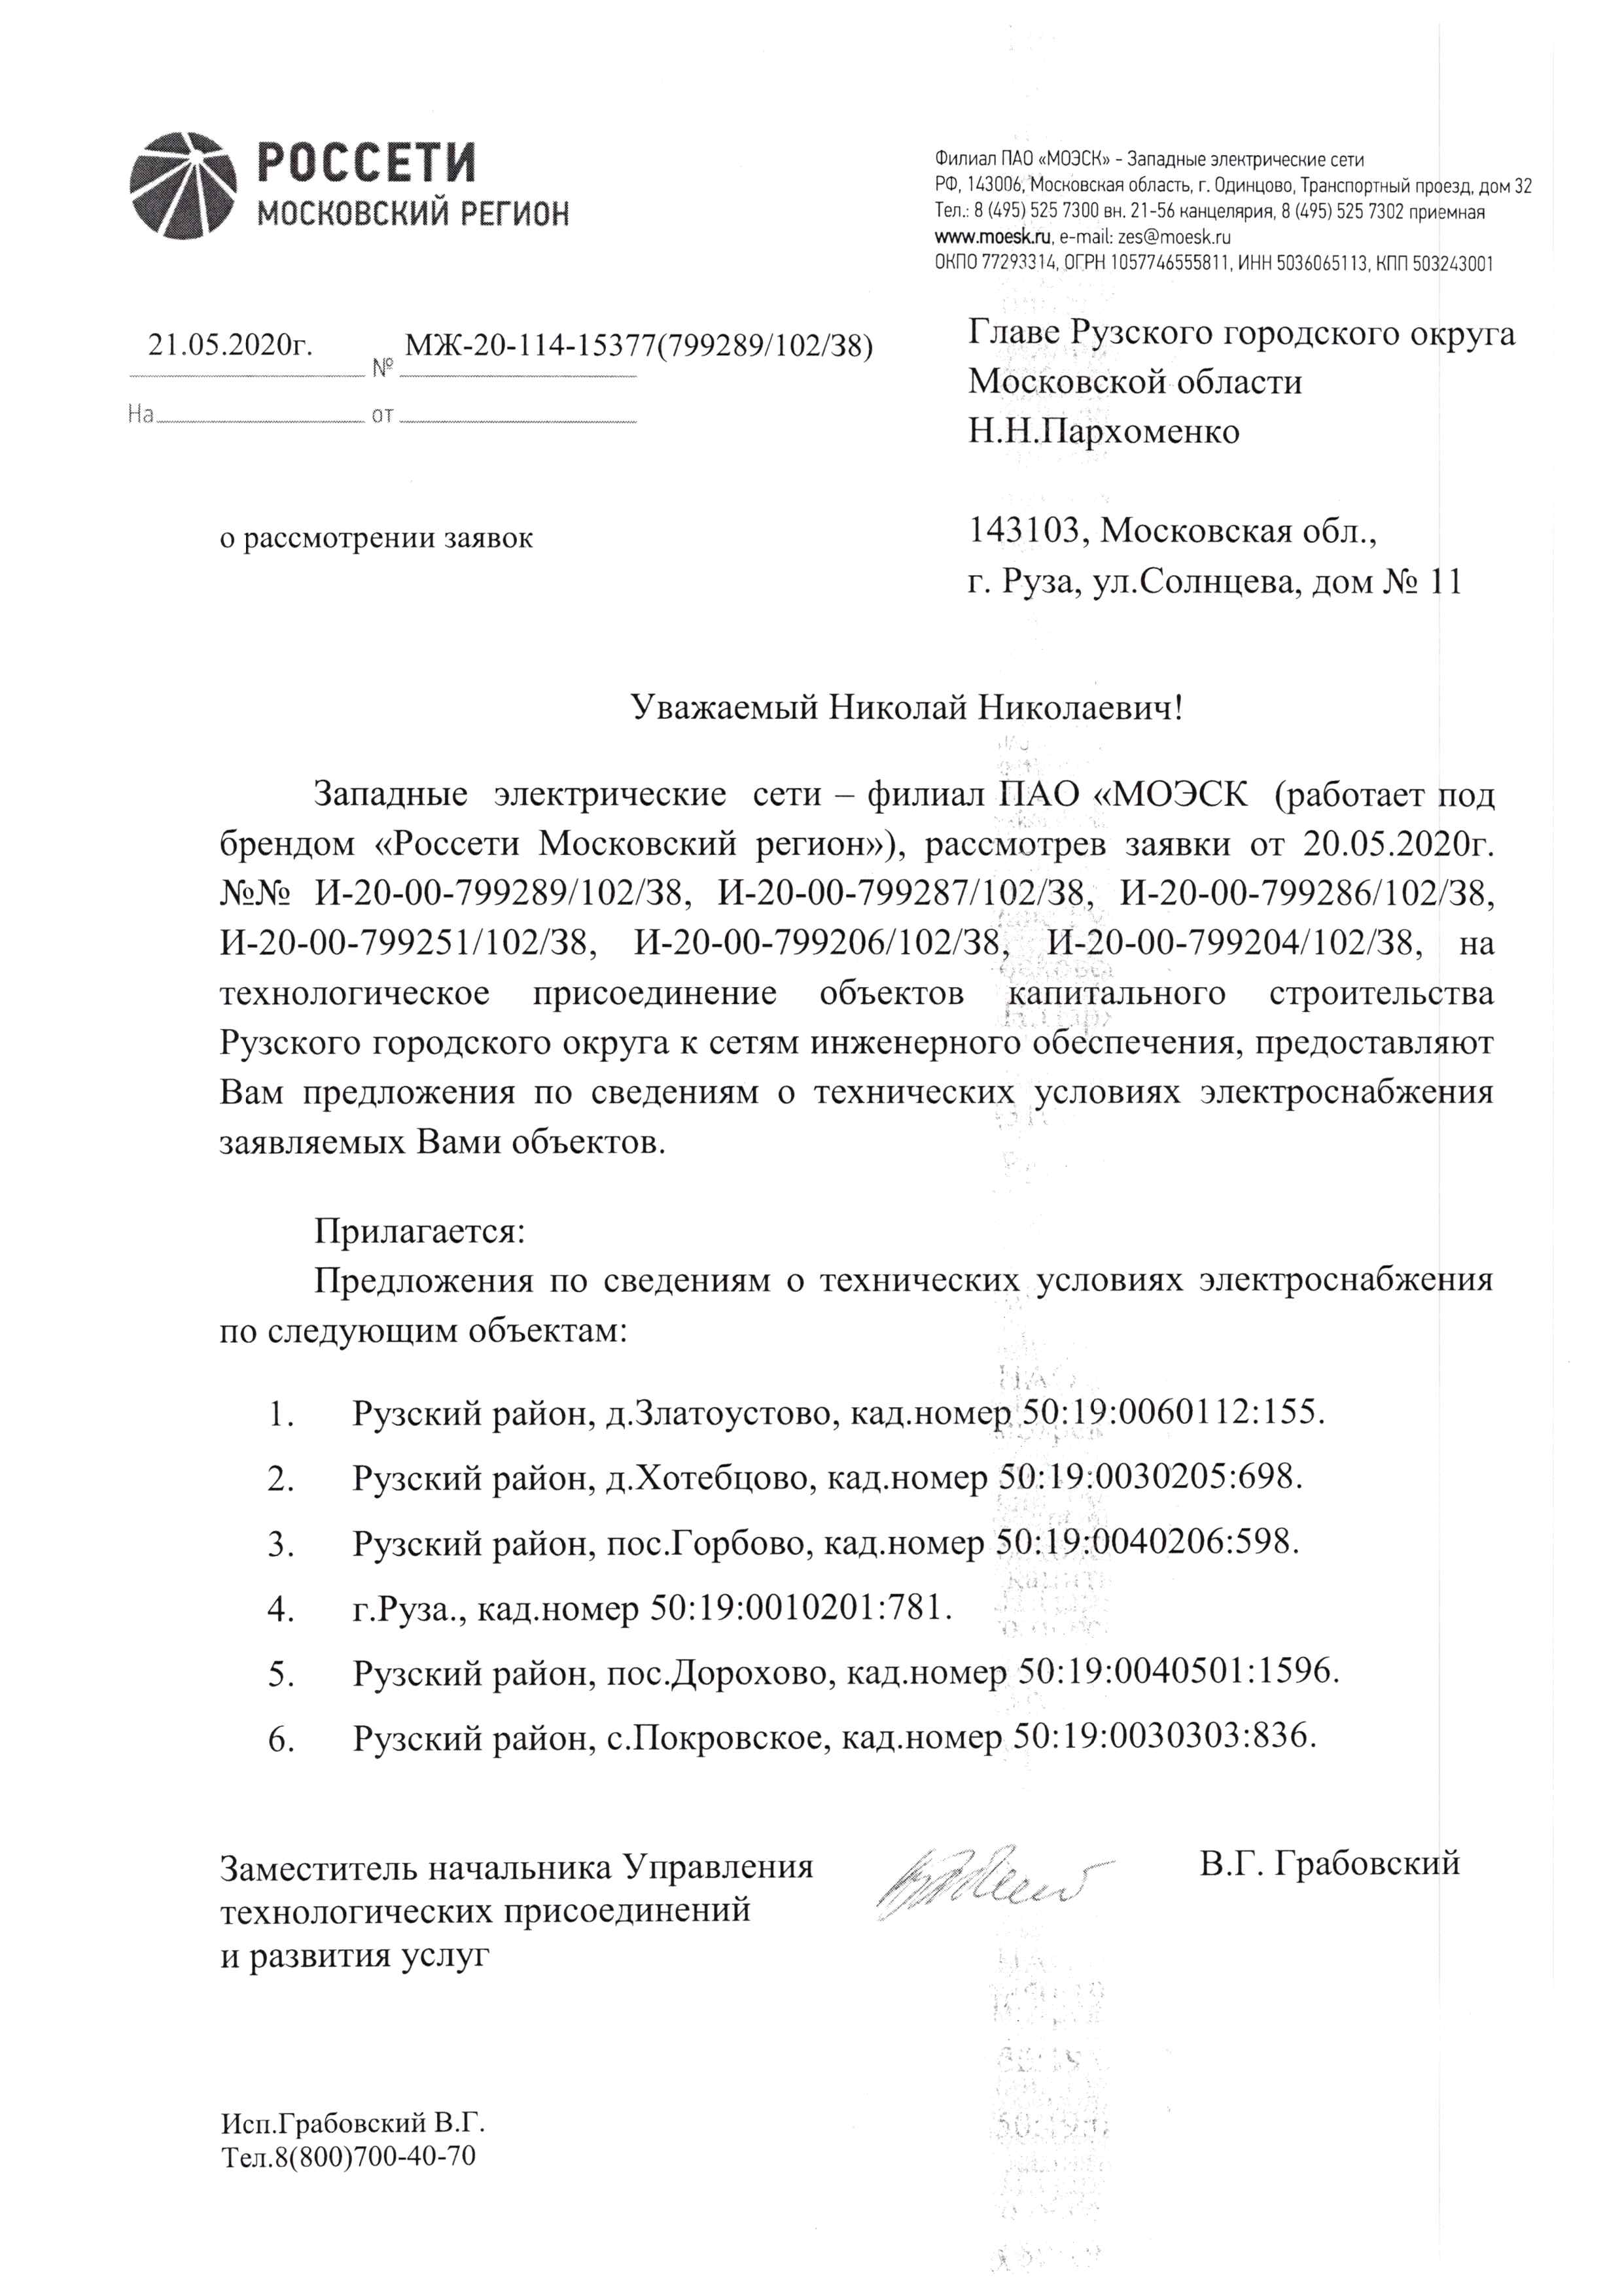 РОССЕТИ
МОСКОВСКИЙ РЕГИОН
Филиал ПАО «МОЭСК» - Западные электрические сети
РФ, 143006, Московская область, г. Одинцово, Транспортный проезд, дом 32
Тел.: 8 (495) 525 7300 вн. 21-56 канцелярия, 8 (495) 525 7302 приемная
www.moesk.ru, e-mail: zes@moesk.ru
ОКПО 77293314, ОГРН 1057746555811, ИНН 5036065113, КПП 503243001
21.05.2020г. № МЖ-20-114-15377(799289/102/З8)
На от
Главе Рузского городского округа
Московской области
Н.Н.Пархоменко
о рассмотрении заявок
143103, Московская обл.,
г. Руза, ул.Солнцева, дом № 11
Уважаемый Николай Николаевич!
Западные электрические сети – филиал ПАО «МОЭСК (работает под
брендом «Россети Московский регион»), рассмотрев заявки от 20.05.2020г.
№№ И-20-00-799289/102/З8, И-20-00-799287/102/З8, И-20-00-799286/102/З8,
И-20-00-799251/102/З8, И-20-00-799206/102/З8, И-20-00-799204/102/З8, на
технологическое присоединение объектов капитального строительства
Рузского городского округа к сетям инженерного обеспечения, предоставляют
Вам предложения по сведениям о технических условиях электроснабжения
заявляемых Вами объектов.
Прилагается:
Предложения по сведениям о технических условиях электроснабжения
по следующим объектам:
1. Рузский район, д.Златоустово, кад.номер 50:19:0060112:155.
2. Рузский район, д.Хотебцово, кад.номер 50:19:0030205:698.
3. Рузский район, пос.Горбово, кад.номер 50:19:0040206:598.
4. г.Руза., кад.номер 50:19:0010201:781.
5. Рузский район, пос.Дорохово, кад.номер 50:19:0040501:1596.
6. Рузский район, с.Покровское, кад.номер 50:19:0030303:836.
Заместитель начальника Управления
технологических присоединений
и развития услуг
В.Г. Грабовский
Исп.Грабовский В.Г.
Тел.8(800)700-40-70